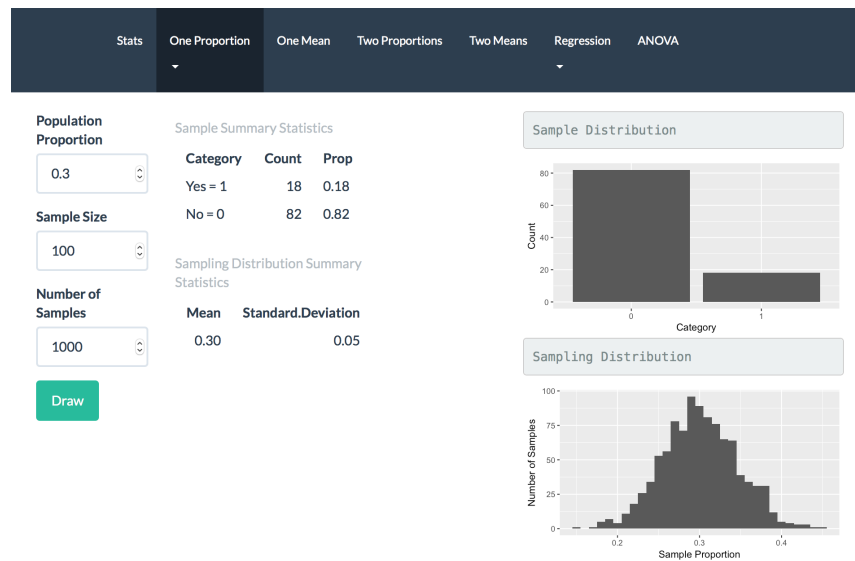 Stats One Proportion One Mean Two Proportions Two Means Regression ANOVA
Population
Proportion
0.3
Sample Size
100
Number of
Samples
1000
Draw
Sample Summary Statistics
Category Count Prop
Yes = 1 18 0.18
No = 0 82 0.82
Sampling Distribution Summary
Statistics
Mean Standard.Deviation
0.30 0.05
Sample Distribution
Count
80
60
40
20
0
0 1
Category
Sampling Distribution
Number of Samples
100
75
50
25
0
0.2 0.3 0.4
Sample Proportion